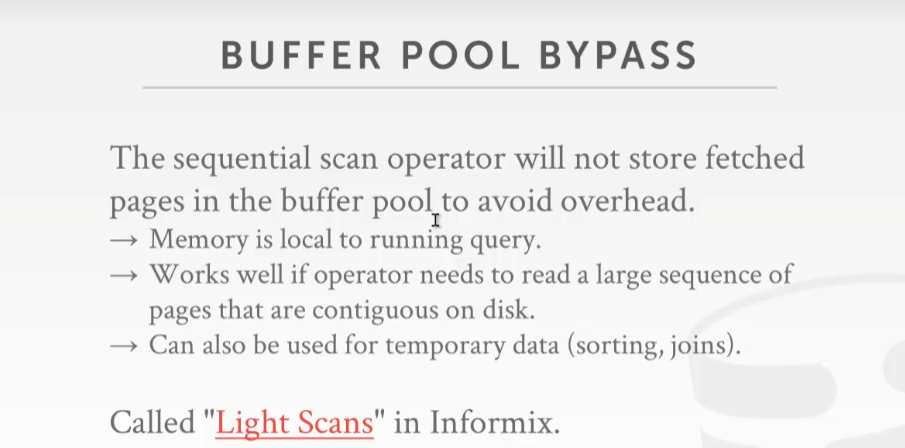 BUFFER POOL BYPASS
The sequential scan operator will not store fetched
pages in the buffer pool to avoid overhead.
→ Memory is local to running query.
→ Works well if operator needs to read a large sequence of
pages that are contiguous on disk.
→ Can also be used for temporary data (sorting, joins).
Called "Light Scans" in Informix.